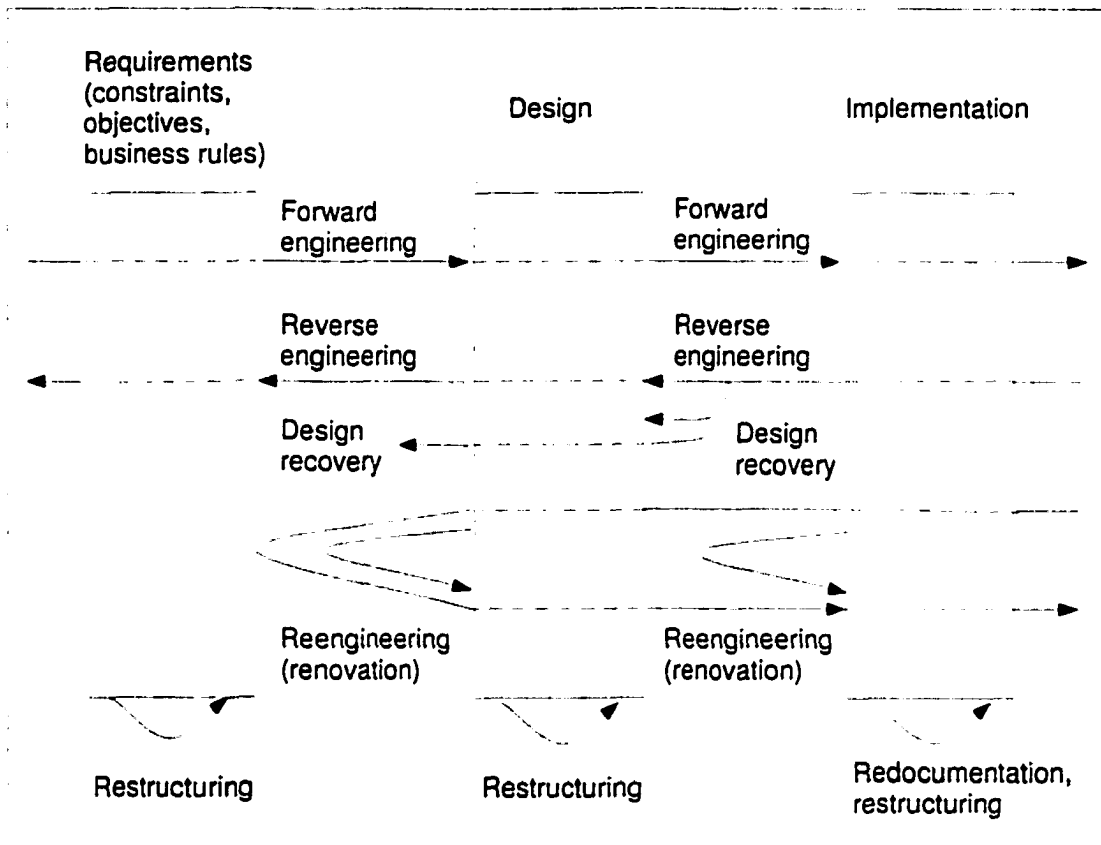 Requirements
(constraints,
objectives,
business rules)
Design
Implementation
Forward
engineering
Forward
engineering
Reverse
engineering
Reverse
engineering
Design
recovery
Design
recovery
Reengineering
(renovation)
Reengineering
(renovation)
Restructuring
Restructuring
Redocumentation,
restructuring